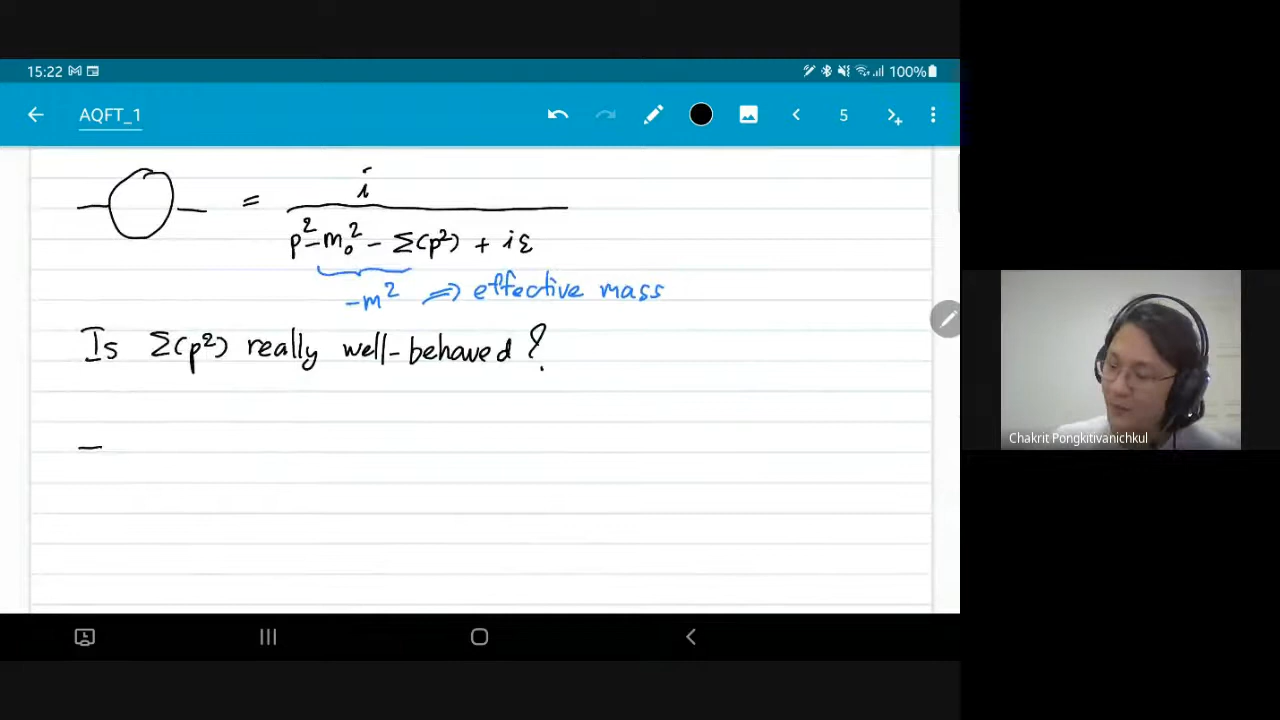 15:22 100%
AQFT_1 5
= i / (p² - m₀² - Σ(p²) + iε)
-m² ⇒ effective mass
Is Σ(p²) really well-behaved ?
Chakrit Pongkitivanichkul